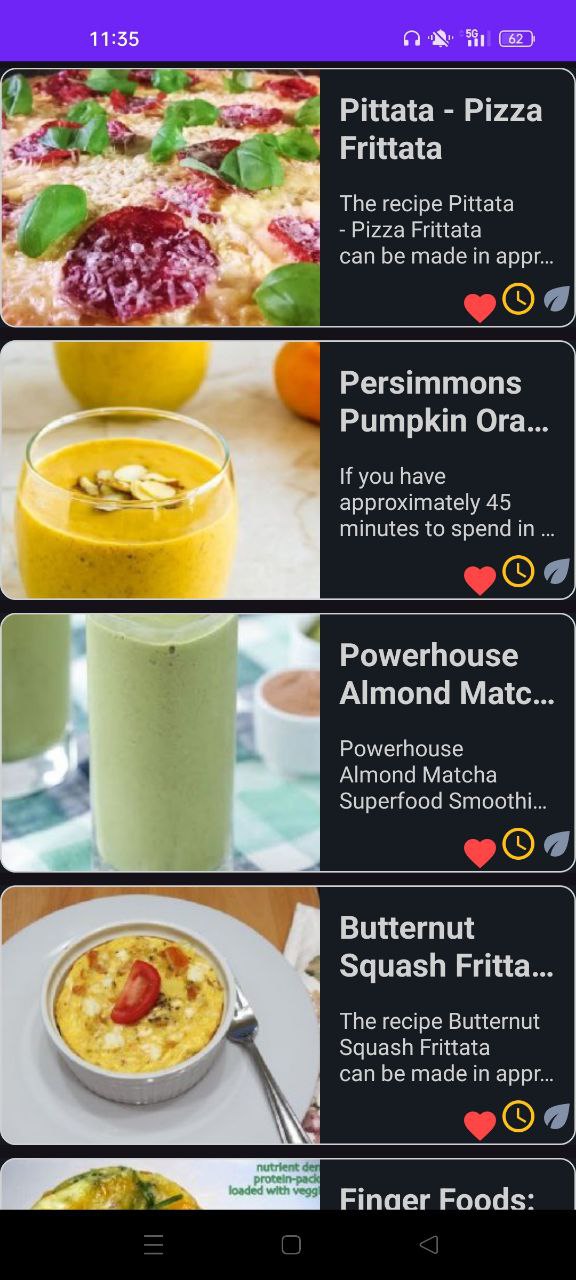 11:35
5G
62
Pittata - Pizza
Frittata
The recipe Pittata
- Pizza Frittata
can be made in appr…
Persimmons
Pumpkin Ora…
If you have
approximately 45
minutes to spend in …
Powerhouse
Almond Matc…
Powerhouse
Almond Matcha
Superfood Smoothi…
Butternut
Squash Fritta…
The recipe Butternut
Squash Frittata
can be made in appr…
nutrient den
protein-pack
loaded with vegg
Finger Foods: